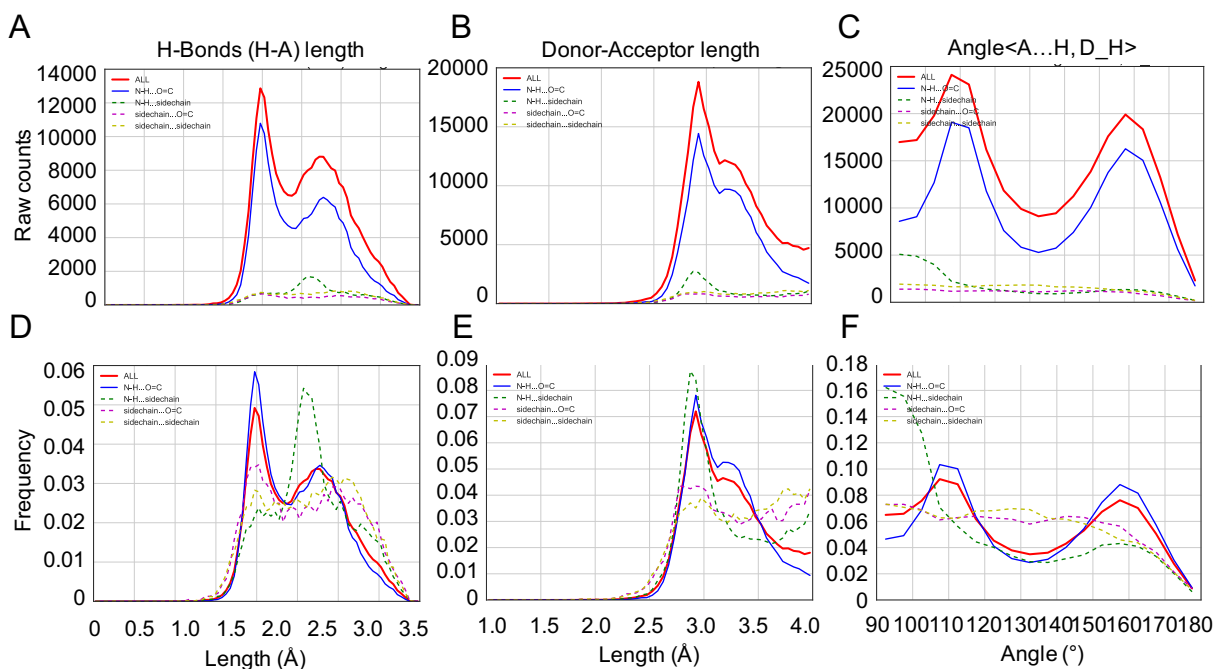 A
H-Bonds (H-A) length
14000
12000
10000
8000
6000
4000
2000
0
Raw counts
ALL
N-H...O=C
N-H...sidechain
sidechain...O=C
sidechain...sidechain
B
Donor-Acceptor length
20000
15000
10000
5000
0
ALL
N-H...O=C
N-H...sidechain
sidechain...O=C
sidechain...sidechain
C
Angle<A...H, D_H>
25000
20000
15000
10000
5000
0
ALL
N-H...O=C
N-H...sidechain
sidechain...O=C
sidechain...sidechain
D
0.06
0.05
0.04
0.03
0.02
0.01
0.00
Frequency
ALL
N-H...O=C
N-H...sidechain
sidechain...O=C
sidechain...sidechain
0 1.0 1.5 2.0 2.5 3.0 3.5
Length (Å)
E
0.09
0.08
0.07
0.06
0.05
0.04
0.03
0.02
0.01
0.00
ALL
N-H...O=C
N-H...sidechain
sidechain...O=C
sidechain...sidechain
1.0 1.5 2.0 2.5 3.0 3.5 4.0
Length (Å)
F
0.18
0.16
0.14
0.12
0.10
0.08
0.06
0.04
0.02
0
ALL
N-H...O=C
N-H...sidechain
sidechain...O=C
sidechain...sidechain
90 100 110 120 130 140 150 160 170 180
Angle (°)